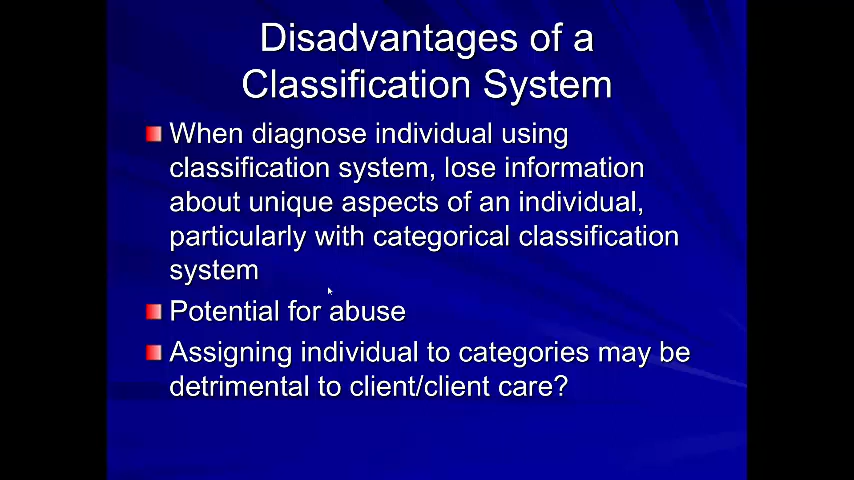 Disadvantages of a
Classification System
When diagnose individual using
classification system, lose information
about unique aspects of an individual,
particularly with categorical classification
system
Potential for abuse
Assigning individual to categories may be
detrimental to client/client care?